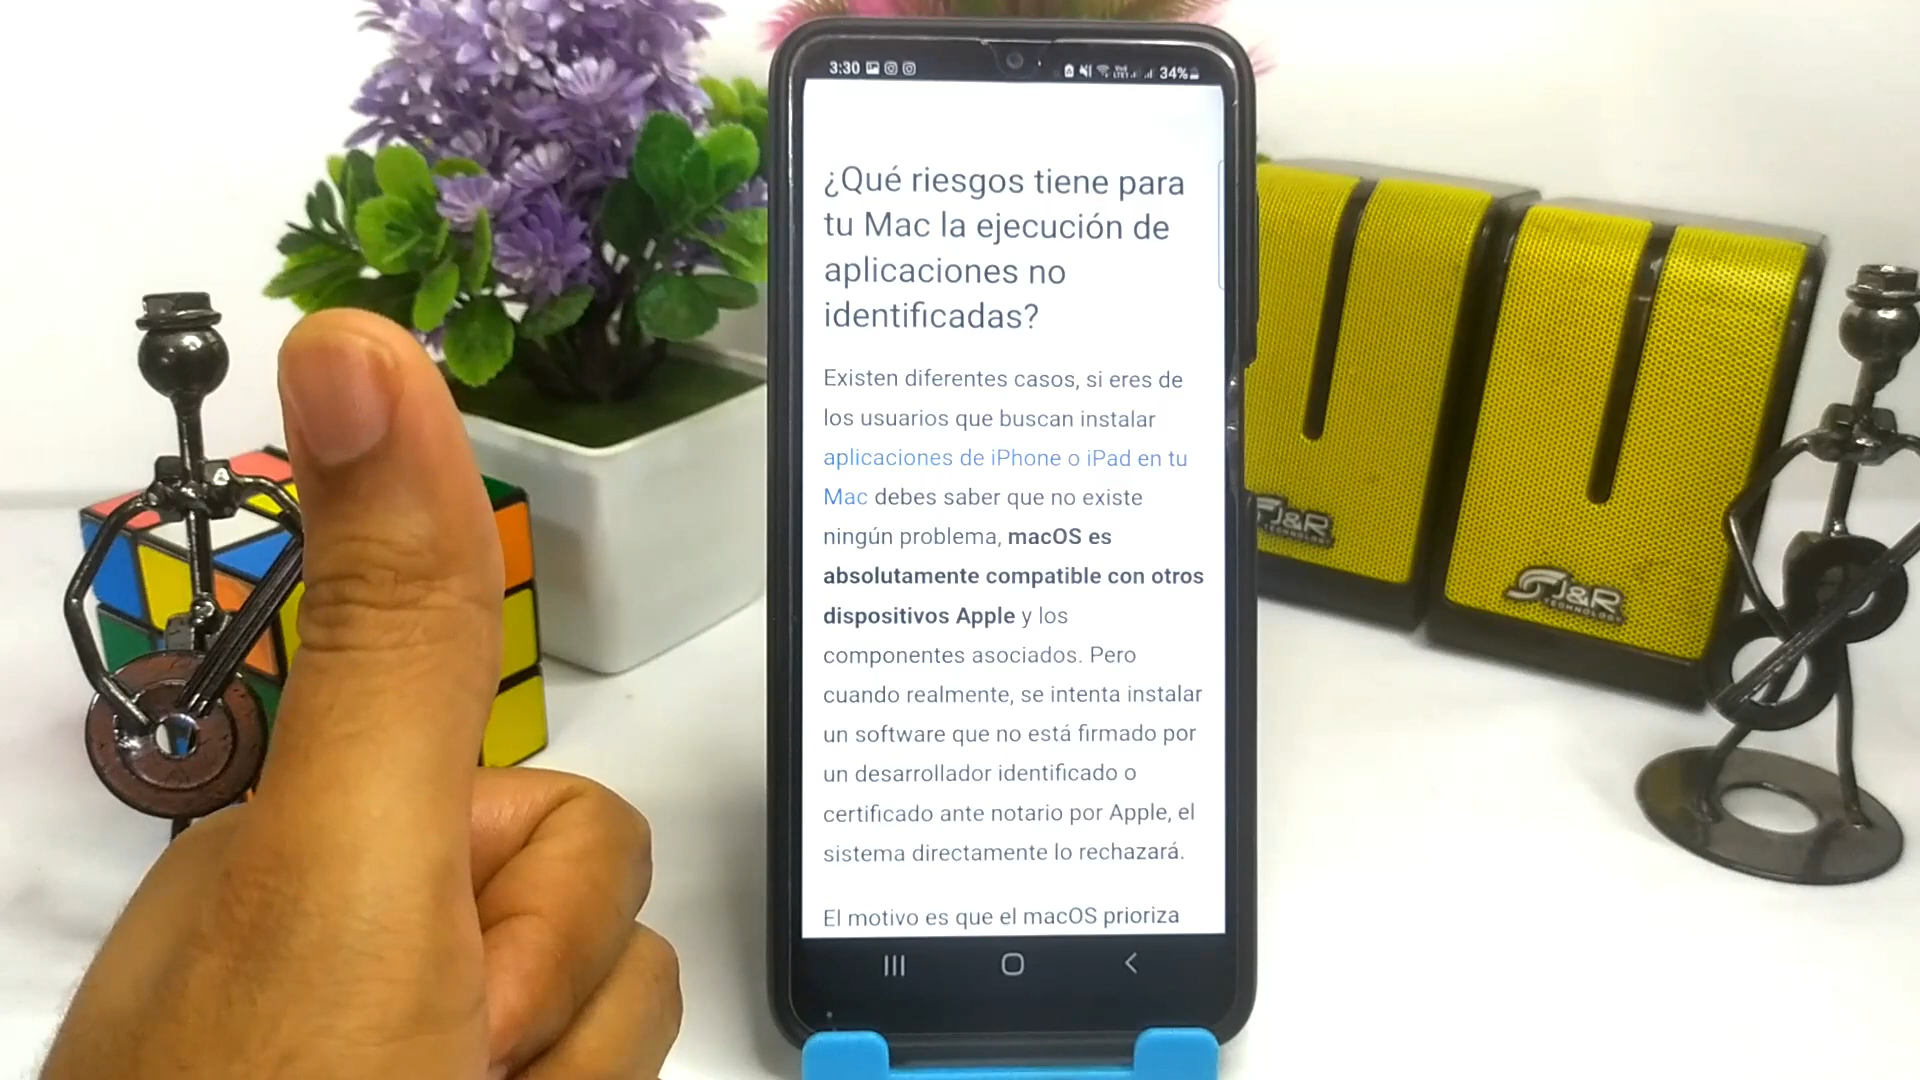 3:30
34%
¿Qué riesgos tiene para
tu Mac la ejecución de
aplicaciones no
identificadas?
Existen diferentes casos, si eres de
los usuarios que buscan instalar
aplicaciones de iPhone o iPad en tu
Mac debes saber que no existe
ningún problema, macOS es
absolutamente compatible con otros
dispositivos Apple y los
componentes asociados. Pero
cuando realmente, se intenta instalar
un software que no está firmado por
un desarrollador identificado o
certificado ante notario por Apple, el
sistema directamente lo rechazará.
El motivo es que el macOS prioriza
J&R
TECHNOLOGY
J&R
TECHNOLOGY